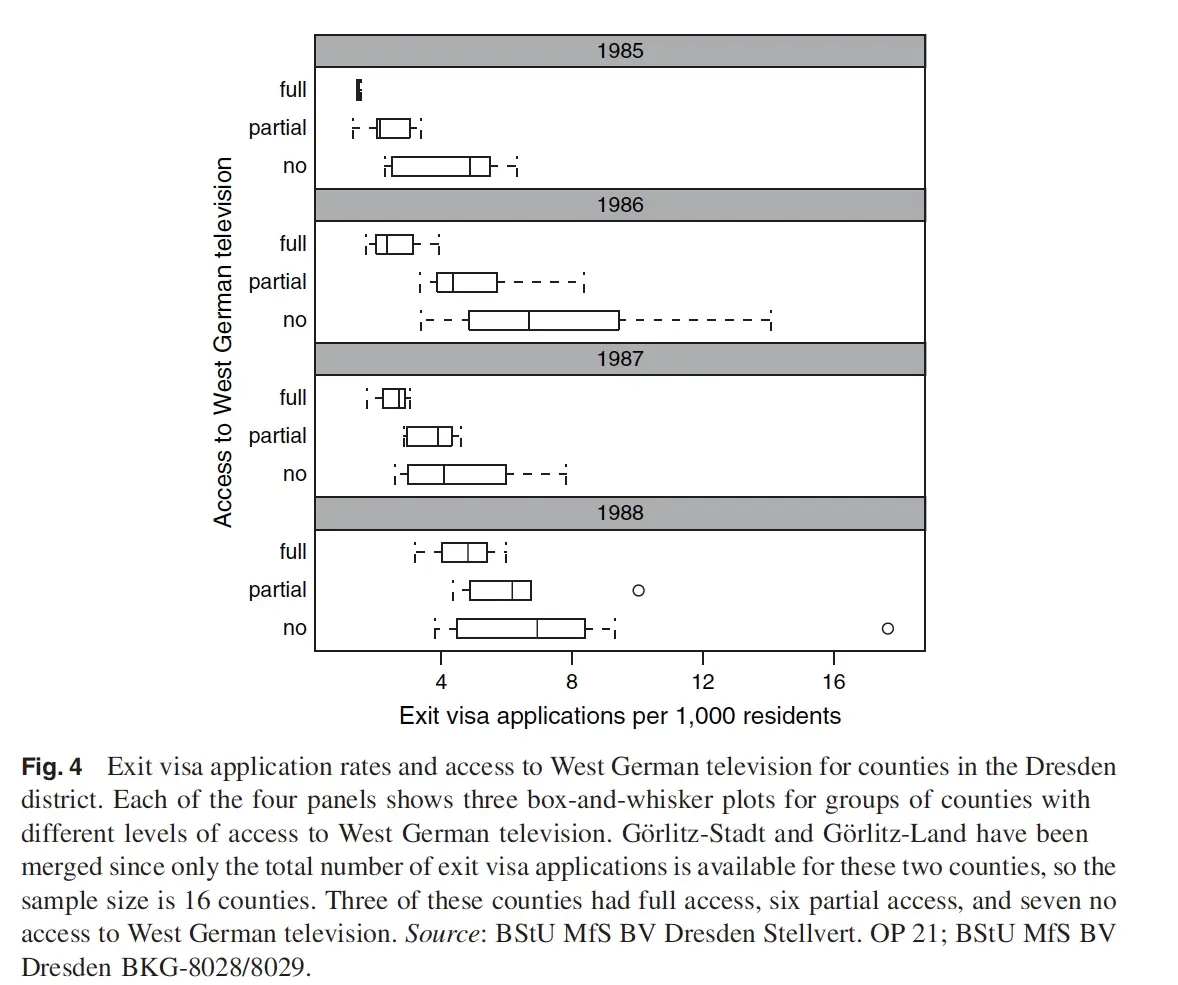 1985
full
partial
no
1986
full
partial
no
1987
full
partial
no
1988
full
partial
no
Access to West German television
4 8 12 16
Exit visa applications per 1,000 residents
Fig. 4 Exit visa application rates and access to West German television for counties in the Dresden
district. Each of the four panels shows three box-and-whisker plots for groups of counties with
different levels of access to West German television. Görlitz-Stadt and Görlitz-Land have been
merged since only the total number of exit visa applications is available for these two counties, so the
sample size is 16 counties. Three of these counties had full access, six partial access, and seven no
access to West German television. Source: BStU MfS BV Dresden Stellvert. OP 21; BStU MfS BV
Dresden BKG-8028/8029.